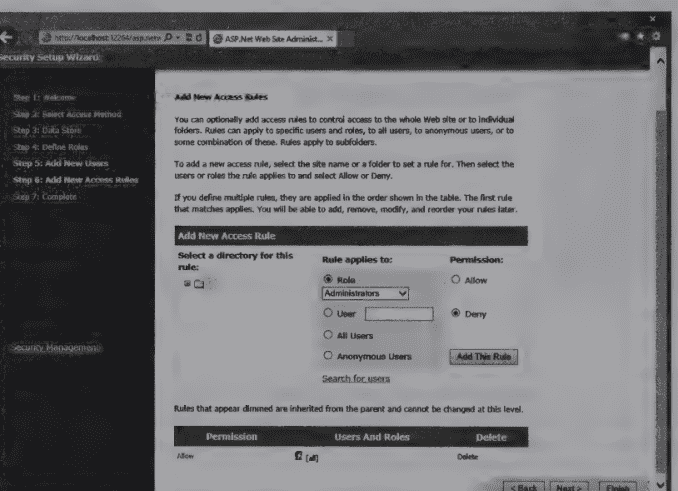 http://localhost:12264/asp.netw
ASP.Net Web Site Administ... ×
Security Setup Wizard
Step 1: Welcome
Step 2: Select Access Method
Step 3: Data Store
Step 4: Define Roles
Step 5: Add New Users
Step 6: Add New Access Rules
Step 7: Complete
Security Management
Add New Access Rules
You can optionally add access rules to control access to the whole Web site or to individual
folders. Rules can apply to specific users and roles, to all users, to anonymous users, or to
some combination of these. Rules apply to subfolders.
To add a new access rule, select the site name or a folder to set a rule for. Then select the
users or roles the rule applies to and select Allow or Deny.
If you define multiple rules, they are applied in the order shown in the table. The first rule
that matches applies. You will be able to add, remove, modify, and reorder your rules later.
Add New Access Rule
Select a directory for this
rule:
Rule applies to:
Permission:
Role
Allow
Administrators
User
Deny
All Users
Anonymous Users
Add This Rule
Search for users
Rules that appear dimmed are inherited from the parent and cannot be changed at this level.
Permission Users And Roles Delete
Allow [all] Delete
< Back Next > Finish